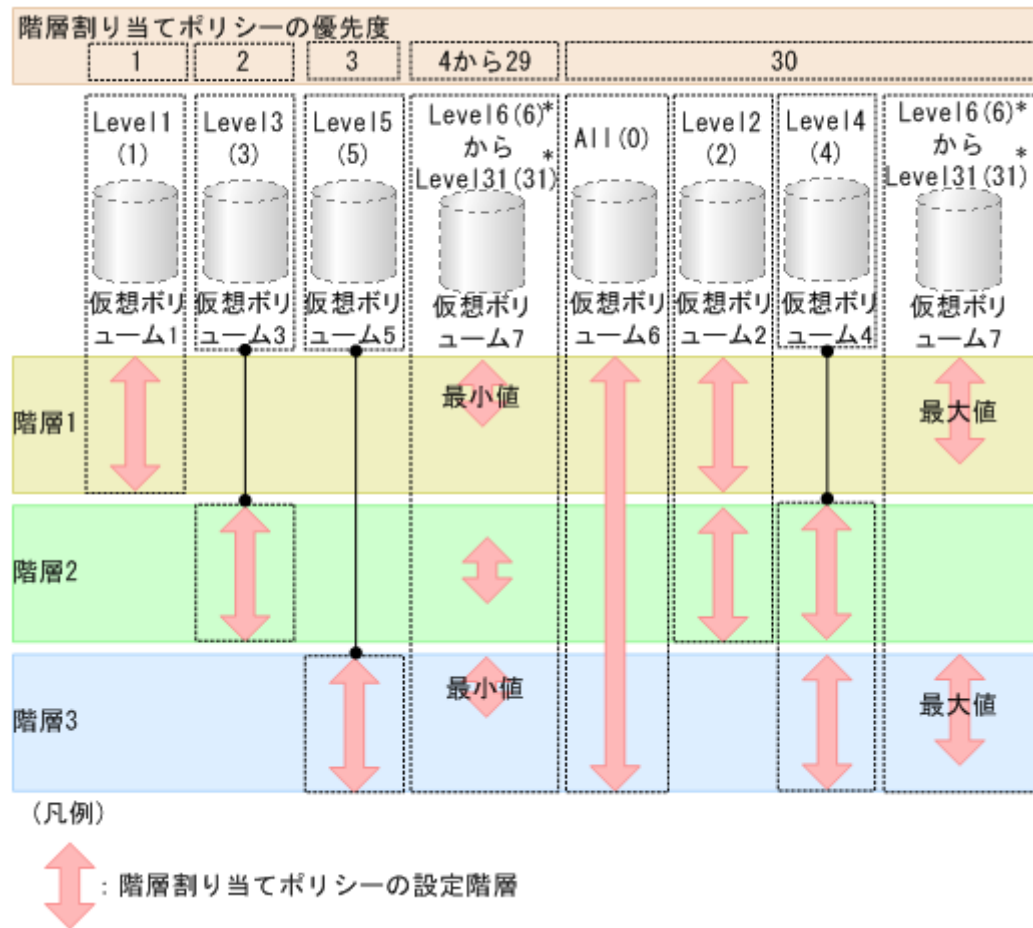 階層割り当てポリシーの優先度
1
2
3
4から29
30
Level1
(1)
仮想ボリ
ューム1
Level3
(3)
仮想ボリ
ューム3
Level5
(5)
仮想ボリ
ューム5
Level6(6)*
から
Level31(31)*
仮想ボリ
ューム7
All(0)
仮想ボリ
ューム6
Level2
(2)
仮想ボリ
ューム2
Level4
(4)
仮想ボリ
ューム4
Level6(6)*
から
Level31(31)*
仮想ボリ
ューム7
階層1
最小値
最大値
階層2
階層3
最小値
最大値
(凡例)
: 階層割り当てポリシーの設定階層